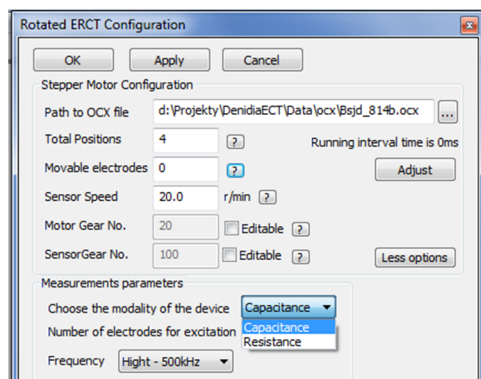 Rotated ERCT Configuration
OK Apply Cancel
Stepper Motor Configuration
Path to OCX file d:\Projekty\DenidiaECT\Data\ocx\Bsjd_814b.ocx ...
Total Positions 4 ? Running interval time is 0ms
Movable electrodes 0 ? Adjust
Sensor Speed 20.0 r/min ?
Motor Gear No. 20 Editable ?
SensorGear No. 100 Editable ? Less options
Measurements parameters
Choose the modality of the device Capacitance
Capacitance
Number of electrodes for excitation
Resistance
Frequency Hight - 500kHz